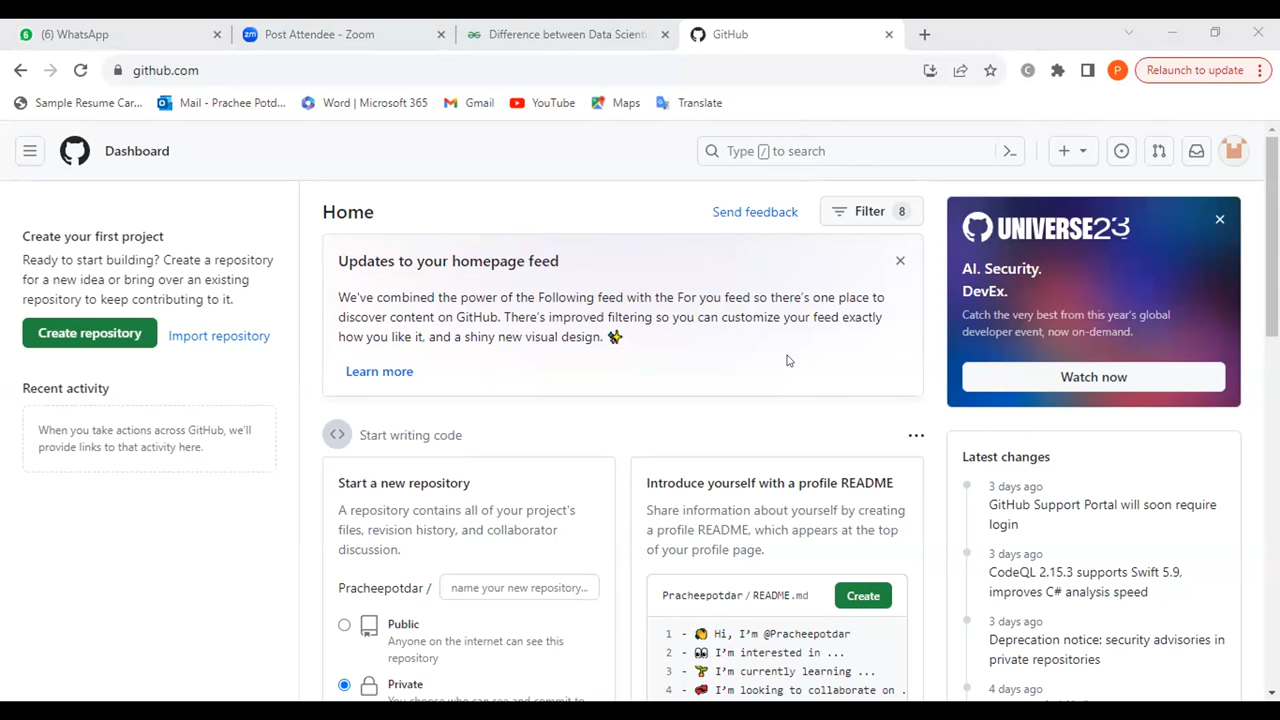 6 (6) WhatsApp
zm Post Attendee - Zoom
Difference between Data Scienti
GitHub
github.com
C
P
Relaunch to update
Sample Resume Car...
Mail - Prachee Potd...
Word | Microsoft 365
Gmail
YouTube
Maps
Translate
Dashboard
Type / to search
Create your first project
Ready to start building? Create a repository
for a new idea or bring over an existing
repository to keep contributing to it.
Create repository
Import repository
Recent activity
When you take actions across GitHub, we'll
provide links to that activity here.
Home
Send feedback
Filter 8
Updates to your homepage feed
We've combined the power of the Following feed with the For you feed so there's one place to
discover content on GitHub. There's improved filtering so you can customize your feed exactly
how you like it, and a shiny new visual design. ✨
Learn more
Start writing code
Start a new repository
A repository contains all of your project's
files, revision history, and collaborator
discussion.
Pracheepotdar /
name your new repository...
Public
Anyone on the internet can see this
repository
Private
Introduce yourself with a profile README
Share information about yourself by creating
a profile README, which appears at the top
of your profile page.
Pracheepotdar / README.md
Create
1 - 👋 Hi, I'm @Pracheepotdar
2 - 👀 I'm interested in ...
3 - 🌱 I'm currently learning ...
4 - 💞️ I'm looking to collaborate on .
UNIVERSE23
AI. Security.
DevEx.
Catch the very best from this year's global
developer event, now on-demand.
Watch now
Latest changes
3 days ago
GitHub Support Portal will soon require
login
3 days ago
CodeQL 2.15.3 supports Swift 5.9,
improves C# analysis speed
3 days ago
Deprecation notice: security advisories in
private repositories
4 days ago